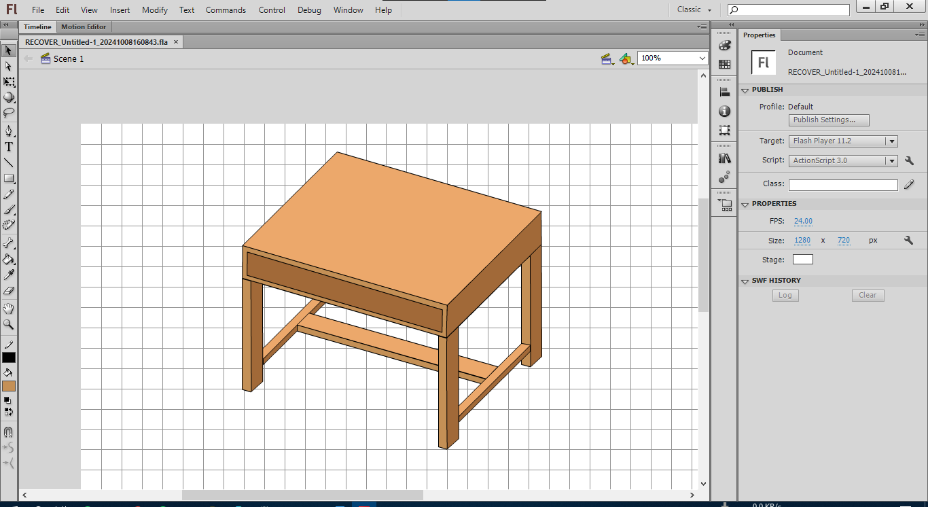 Fl File Edit View Insert Modify Text Commands Control Debug Window Help Classic
Timeline Motion Editor
RECOVER_Untitled-1_20241008160843.fla ×
Scene 1 100%
Properties
Fl Document
RECOVER_Untitled-1_202410081...
PUBLISH
Profile: Default
Publish Settings...
Target: Flash Player 11.2
Script: ActionScript 3.0
Class:
PROPERTIES
FPS: 24.00
Size: 1280 x 720 px
Stage:
SWF HISTORY
Log Clear
T